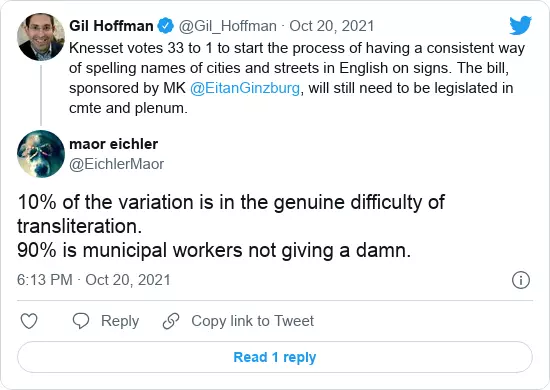 Gil Hoffman @Gil_Hoffman · Oct 20, 2021
Knesset votes 33 to 1 to start the process of having a consistent way
of spelling names of cities and streets in English on signs. The bill,
sponsored by MK @EitanGinzburg, will still need to be legislated in
cmte and plenum.
maor eichler
@EichlerMaor
10% of the variation is in the genuine difficulty of
transliteration.
90% is municipal workers not giving a damn.
6:13 PM · Oct 20, 2021
Reply
Copy link to Tweet
Read 1 reply